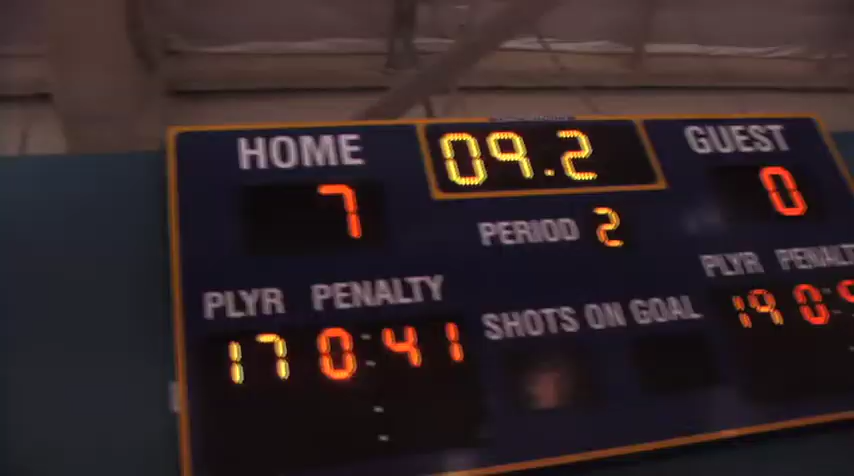 HOME 09.2 GUEST
7 0
PERIOD 2
PLYR PENALTY SHOTS ON GOAL PLYR PENALTY
17 0:41 19 0: